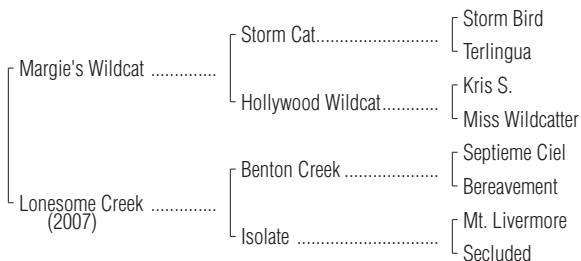 Storm Bird
Storm Cat
Terlingua
Margie's Wildcat
Kris S.
Hollywood Wildcat
Miss Wildcatter
Septieme Ciel
Benton Creek
Bereavement
Lonesome Creek
(2007)
Mt. Livermore
Isolate
Secluded